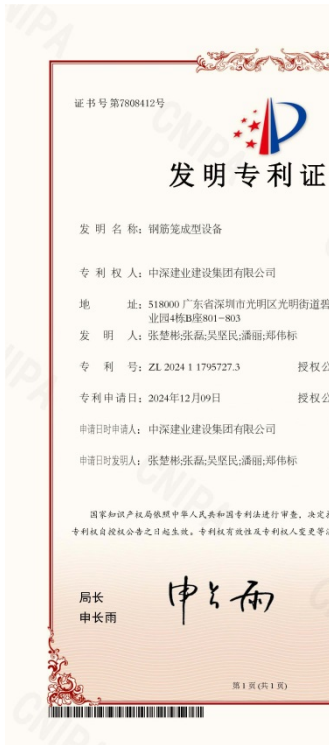 证书号第7808412号
发明专利证
发明名称：钢筋笼成型设备
专利权人：中深建业建设集团有限公司
地址：518000 广东省深圳市光明区光明街道碧
业园4栋B座801-803
发明人：张楚彬;张磊;吴坚民;潘丽;郑伟标
专利号：ZL 2024 1 1795727.3 授权公
专利申请日：2024年12月09日 授权公
申请日时申请人：中深建业建设集团有限公司
申请日时发明人：张楚彬;张磊;吴坚民;潘丽;郑伟标
国家知识产权局依照中华人民共和国专利法进行审查，决定
专利权自授权公告之日起生效。专利权有效性及专利权人变更等
局长
申长雨
申长雨
第 1 页 (共 1 页)
CNIPA